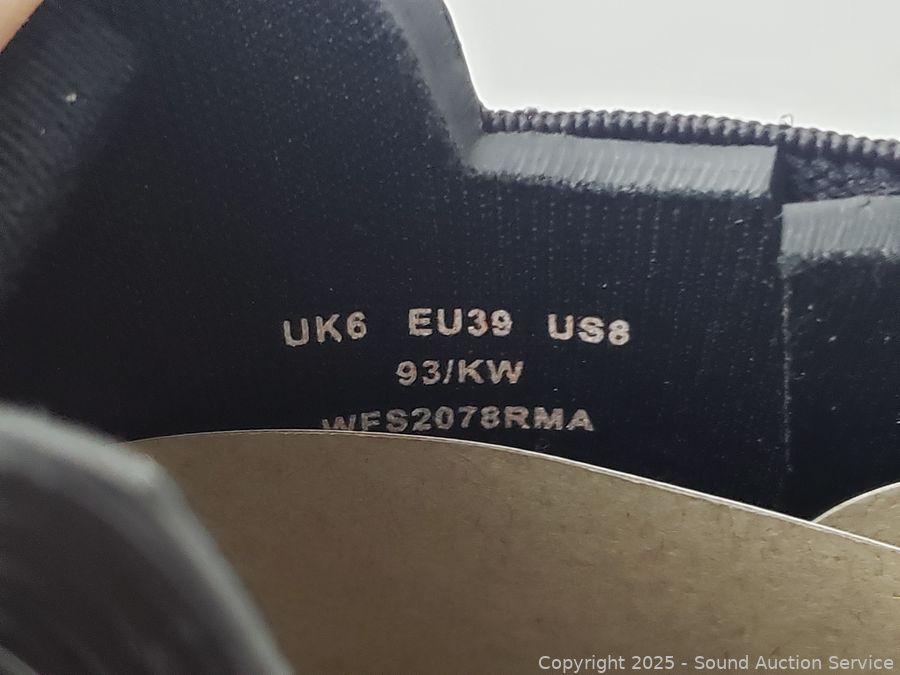 UK6 EU39 US8
93/KW
WFS2078RMA
Copyright 2025 - Sound Auction Service